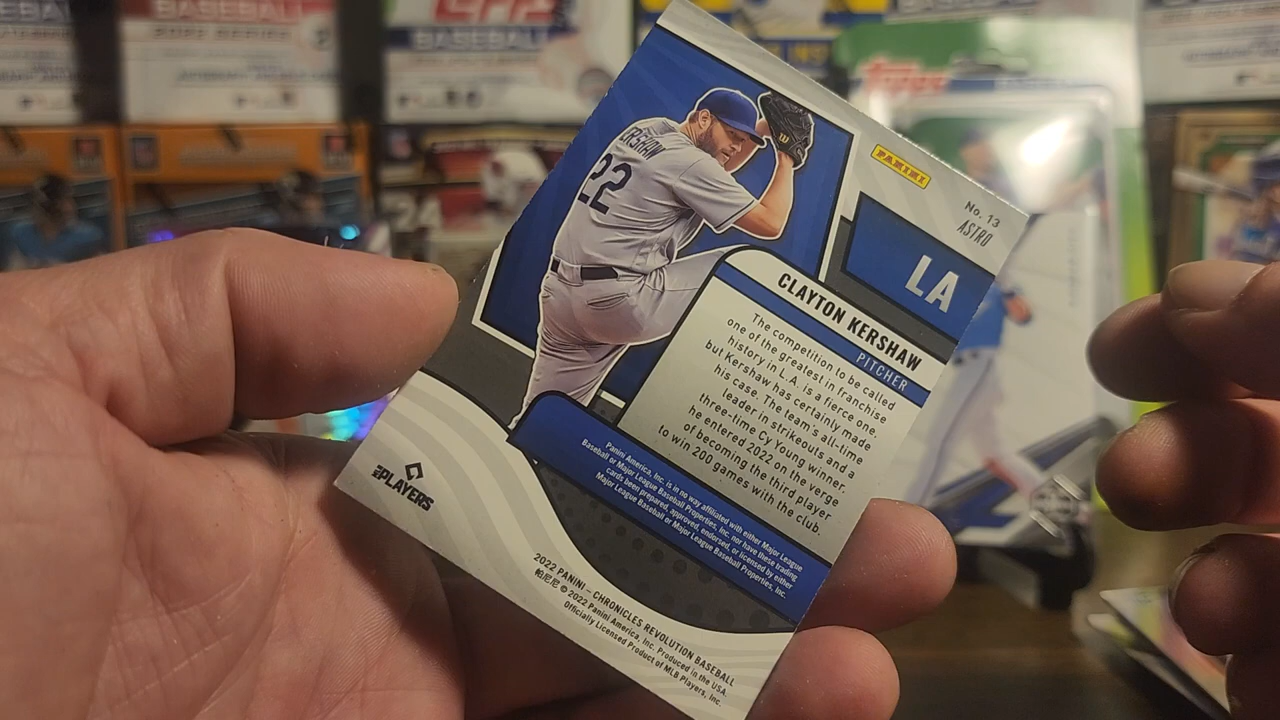 BASEBALL
BASEBALL
Topps
24
KERSHAW
22
PANINI
No. 13
ASTRO
LA
CLAYTON KERSHAW
PITCHER
The competition to be called
one of the greatest in franchise
history in L.A. is a fierce one,
but Kershaw has certainly made
his case. The team's all-time
leader in strikeouts and a
three-time Cy Young winner,
he entered 2022 on the verge
of becoming the third player
to win 200 games with the club.
Panini America, Inc. is in no way affiliated with either Major League
Baseball or Major League Baseball Properties, Inc. nor have these trading
cards been prepared, approved, endorsed, or licensed by either
Major League Baseball or Major League Baseball Properties, Inc.
MLB PLAYERS
2022 PANINI – CHRONICLES REVOLUTION BASEBALL
帕尼尼 © 2022 Panini America, Inc. Produced in the USA.
Officially Licensed Product of MLB Players, Inc.